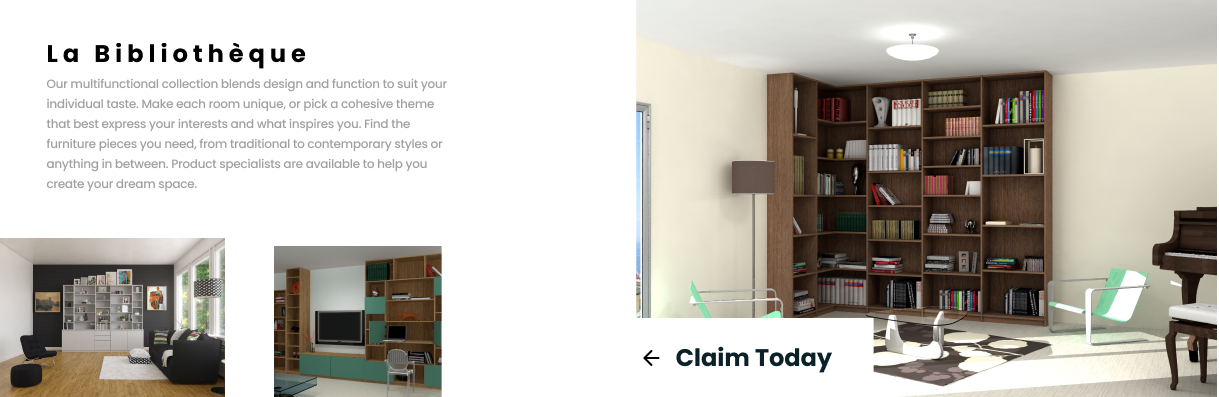 La Bibliothèque
Our multifunctional collection blends design and function to suit your
individual taste. Make each room unique, or pick a cohesive theme
that best express your interests and what inspires you. Find the
furniture pieces you need, from traditional to contemporary styles or
anything in between. Product specialists are available to help you
create your dream space.
Claim Today